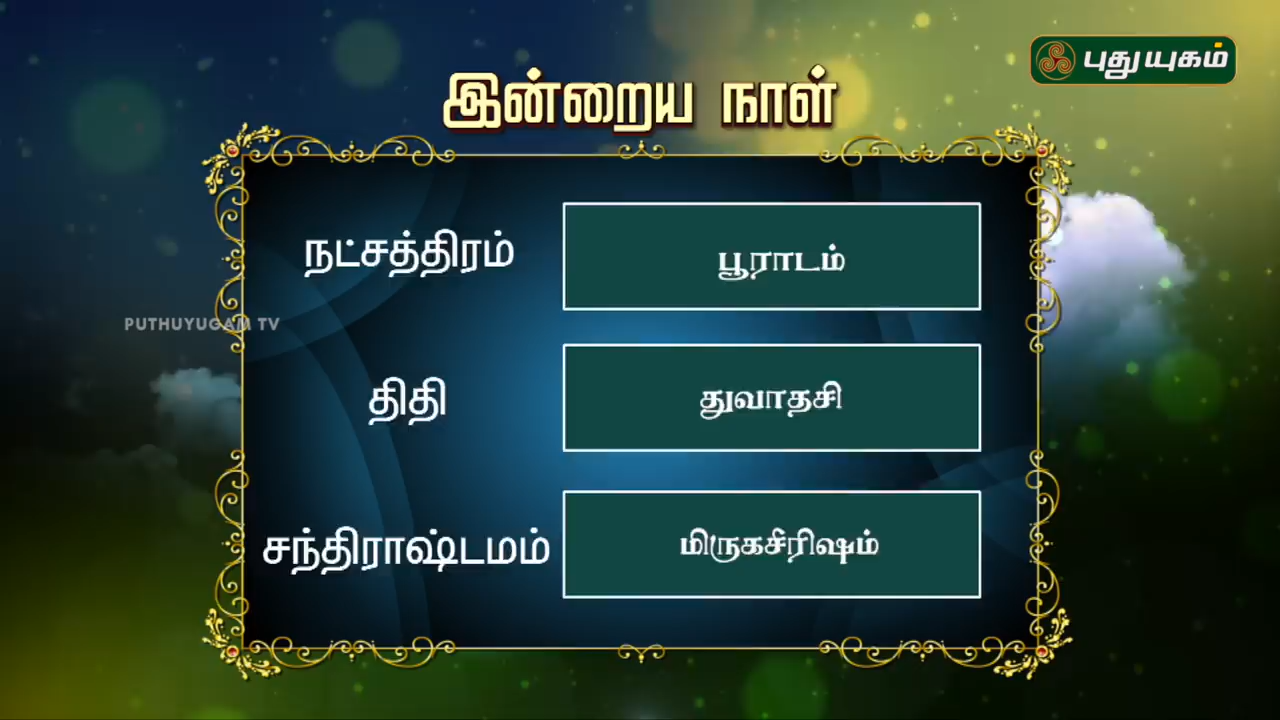 புதுயுகம்
இன்றைய நாள்
நட்சத்திரம் பூராடம்
PUTHUYUGAM TV
திதி துவாதசி
சந்திராஷ்டமம் மிருகசீரிஷம்